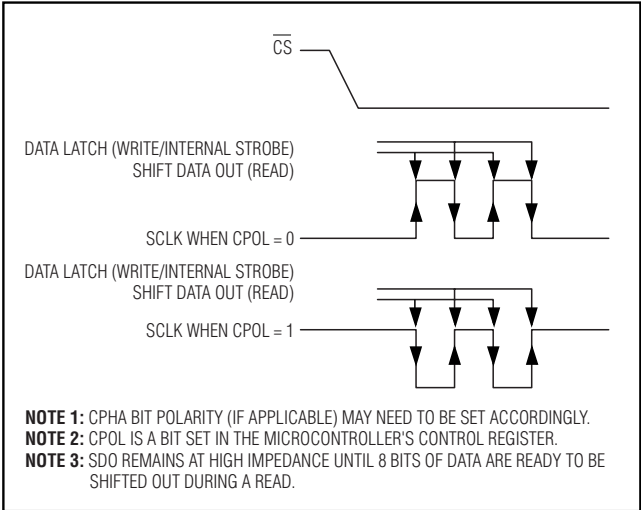 CS
DATA LATCH (WRITE/INTERNAL STROBE)
SHIFT DATA OUT (READ)
SCLK WHEN CPOL = 0
DATA LATCH (WRITE/INTERNAL STROBE)
SHIFT DATA OUT (READ)
SCLK WHEN CPOL = 1
NOTE 1: CPHA BIT POLARITY (IF APPLICABLE) MAY NEED TO BE SET ACCORDINGLY.
NOTE 2: CPOL IS A BIT SET IN THE MICROCONTROLLER'S CONTROL REGISTER.
NOTE 3: SDO REMAINS AT HIGH IMPEDANCE UNTIL 8 BITS OF DATA ARE READY TO BE
SHIFTED OUT DURING A READ.